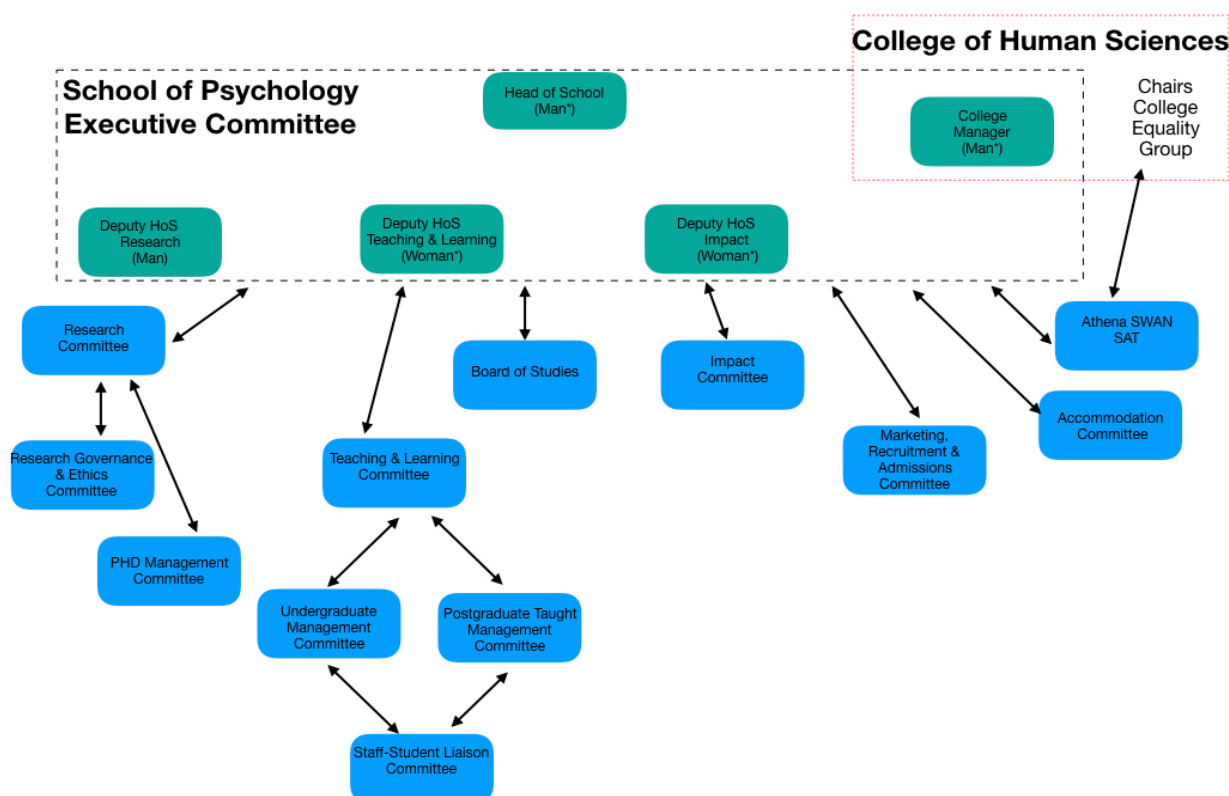 College of Human Sciences
School of Psychology
Executive Committee
Head of School
(Man*)
College
Manager
(Man*)
Chairs
College
Equality
Group
Deputy HoS
Research
(Man)
Deputy HoS
Teaching & Learning
(Woman*)
Deputy HoS
Impact
(Woman*)
Research
Committee
Board of Studies
Impact
Committee
Athena SWAN
SAT
Accommodation
Committee
Marketing,
Recruitment &
Admissions
Committee
Research Governance
& Ethics
Committee
Teaching & Learning
Committee
PHD Management
Committee
Undergraduate
Management
Committee
Postgraduate Taught
Management
Committee
Staff-Student Liaison
Committee